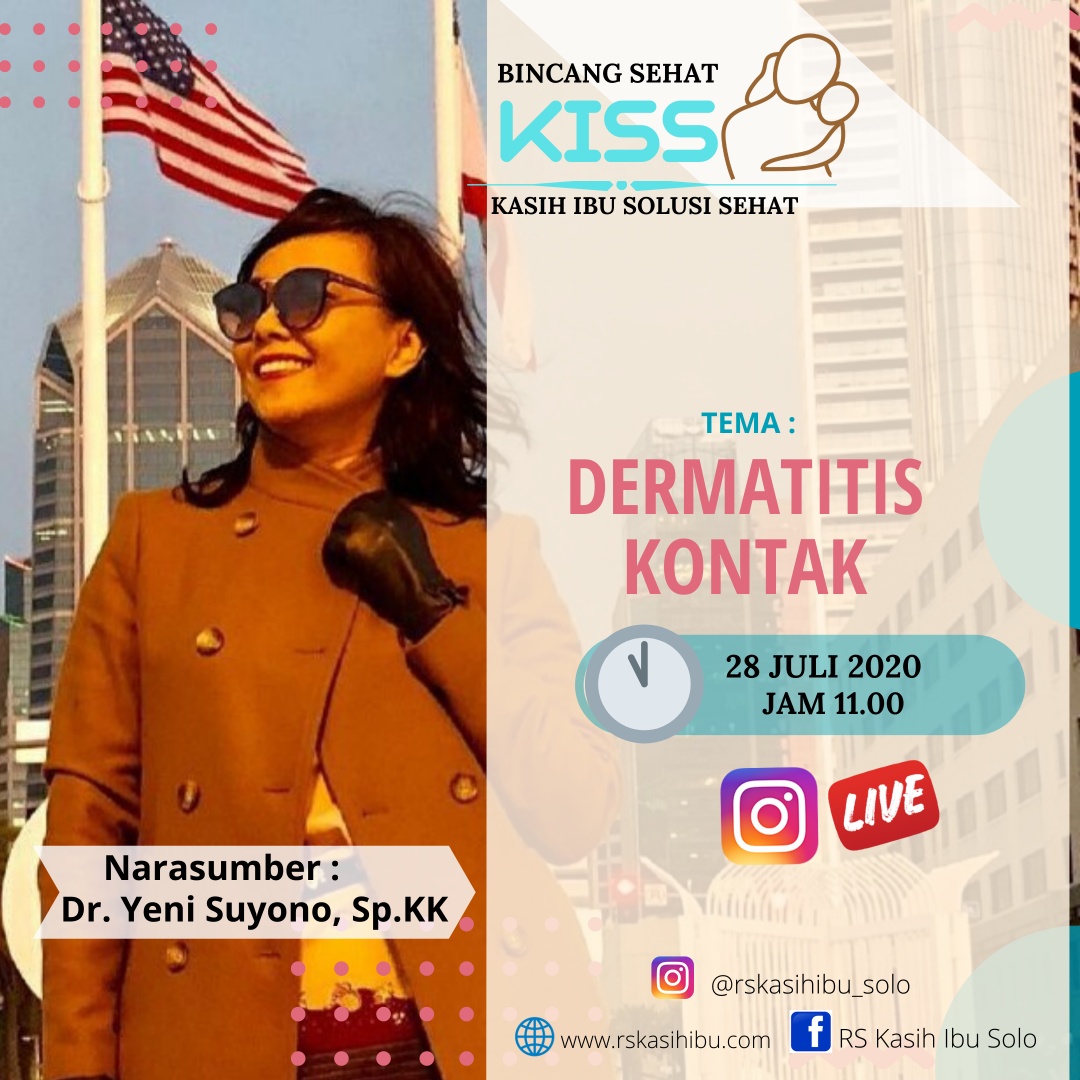 BINCANG SEHAT
KISS
KASIH IBU SOLUSI SEHAT
TEMA :
DERMATITIS
KONTAK
28 JULI 2020
JAM 11.00
LIVE
Narasumber :
Dr. Yeni Suyono, Sp.KK
@rskasihibu_solo
www.rskasihibu.com
RS Kasih Ibu Solo